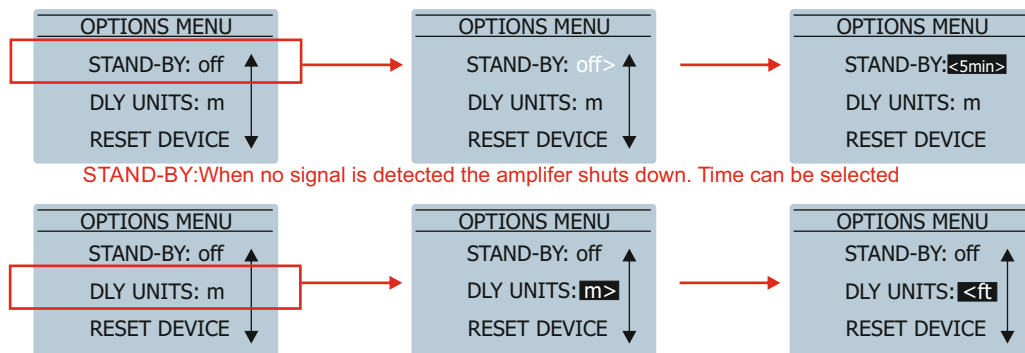 OPTIONS MENU
STAND-BY: off
DLY UNITS: m
RESET DEVICE
OPTIONS MENU
STAND-BY: off>
DLY UNITS: m
RESET DEVICE
OPTIONS MENU
STAND-BY:<5min>
DLY UNITS: m
RESET DEVICE
STAND-BY:When no signal is detected the amplifer shuts down. Time can be selected
OPTIONS MENU
STAND-BY: off
DLY UNITS: m
RESET DEVICE
OPTIONS MENU
STAND-BY: off
DLY UNITS: m>
RESET DEVICE
OPTIONS MENU
STAND-BY: off
DLY UNITS: <ft
RESET DEVICE